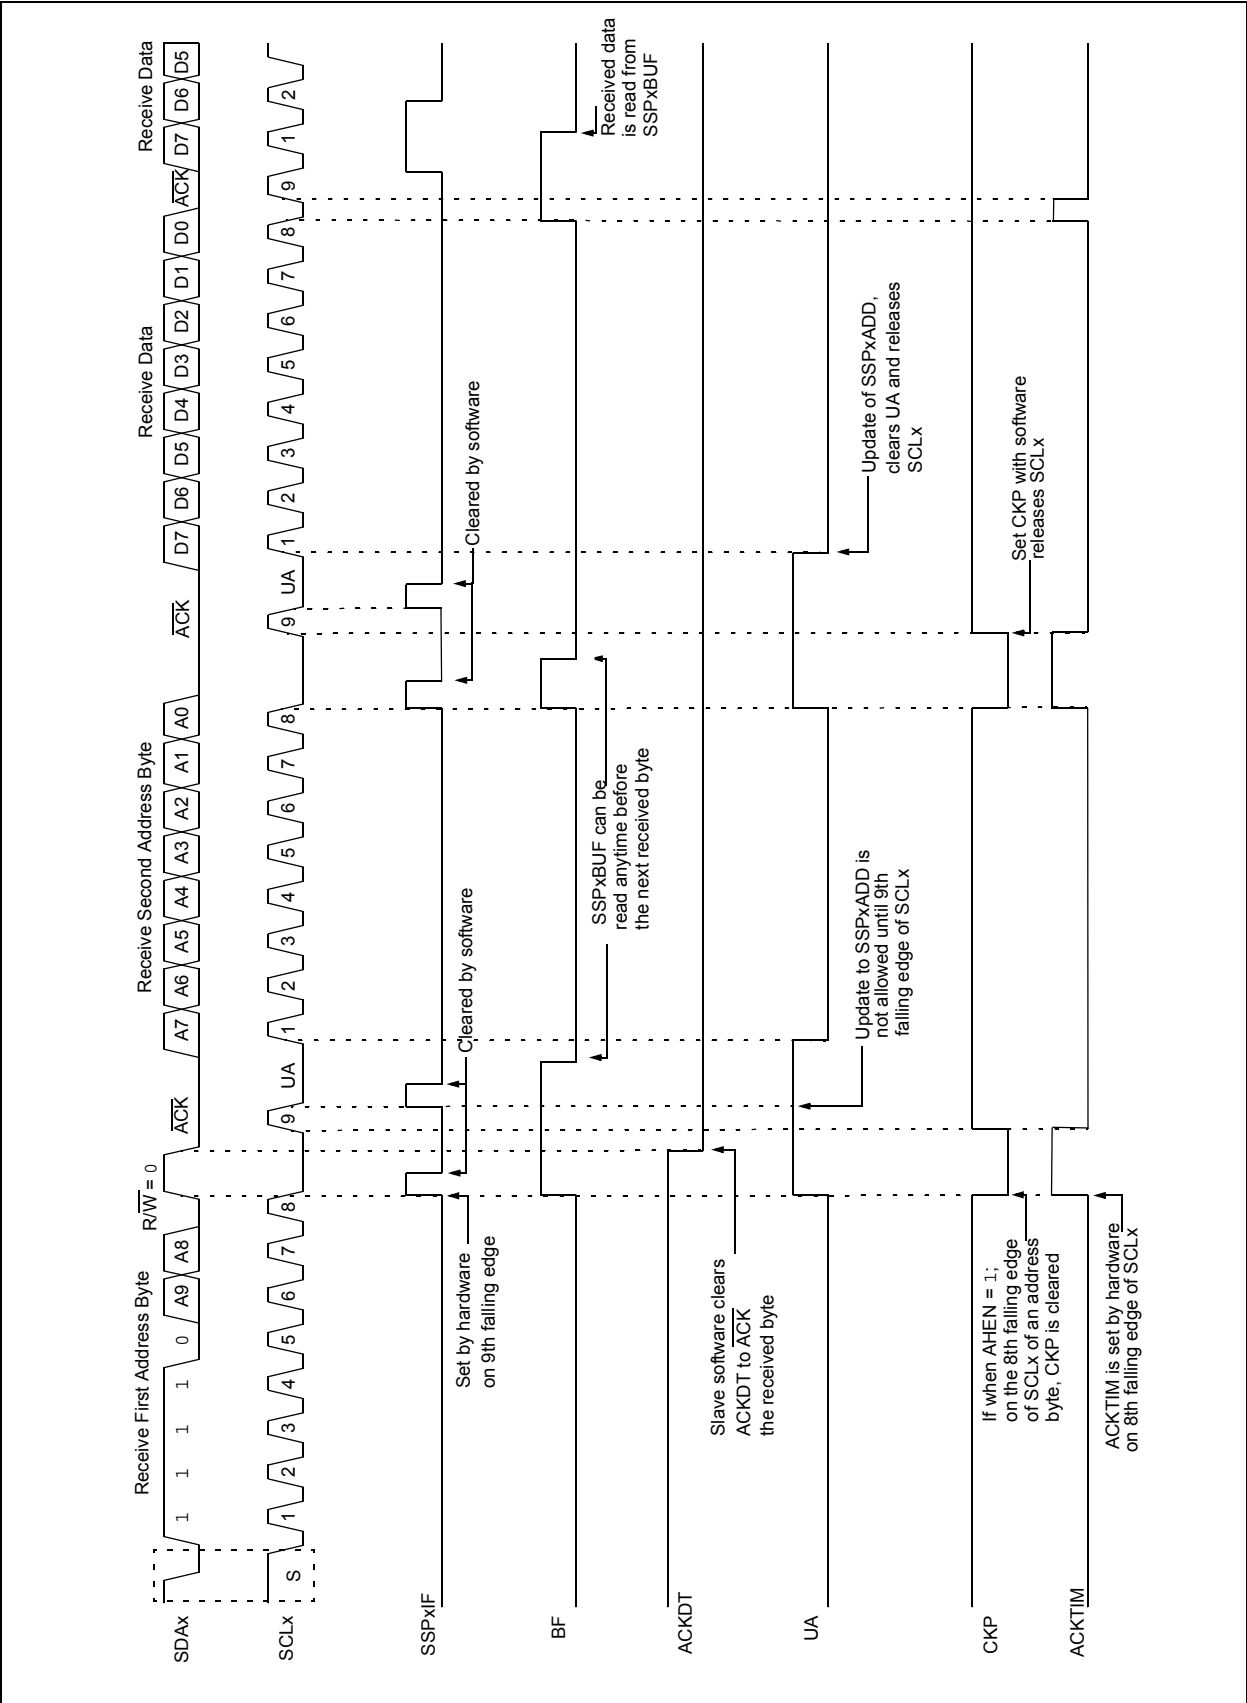 Receive First Address Byte
R/W = 0
Receive Second Address Byte
Receive Data
Receive Data
SDAx
1 1 1 1 0 A9 A8
ACK
A7 A6 A5 A4 A3 A2 A1 A0
ACK
D7 D6 D5 D4 D3 D2 D1 D0
ACK
D7 D6 D5
SCLx
S 1 2 3 4 5 6 7 8 9 UA 1 2 3 4 5 6 7 8 9 UA 1 2 3 4 5 6 7 8 9 1 2
SSPxIF
Set by hardware
on 9th falling edge
Cleared by software
Cleared by software
BF
SSPxBUF can be
read anytime before
the next received byte
Received data
is read from
SSPxBUF
ACKDT
Slave software clears
ACKDT to ACK
the received byte
UA
Update to SSPxADD is
not allowed until 9th
falling edge of SCLx
Update of SSPxADD,
clears UA and releases
SCLx
CKP
If when AHEN = 1;
on the 8th falling edge
of SCLx of an address
byte, CKP is cleared
Set CKP with software
releases SCLx
ACKTIM
ACKTIM is set by hardware
on 8th falling edge of SCLx